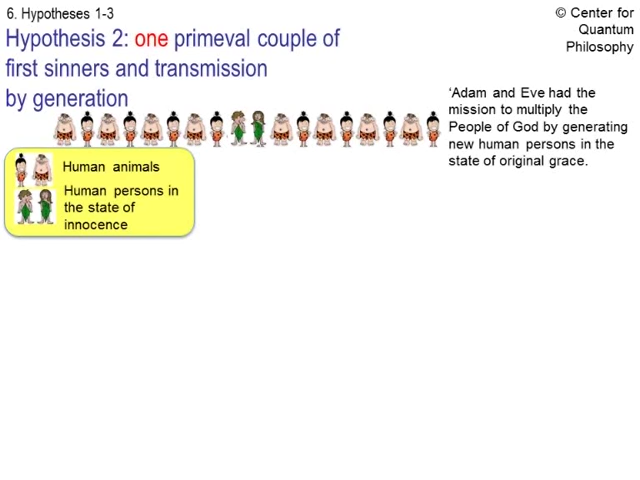 6. Hypotheses 1-3
© Center for
Quantum
Philosophy
Hypothesis 2: one primeval couple of
first sinners and transmission
by generation
‘Adam and Eve had the
mission to multiply the
People of God by generating
new human persons in the
state of original grace.
Human animals
Human persons in
the state of
innocence